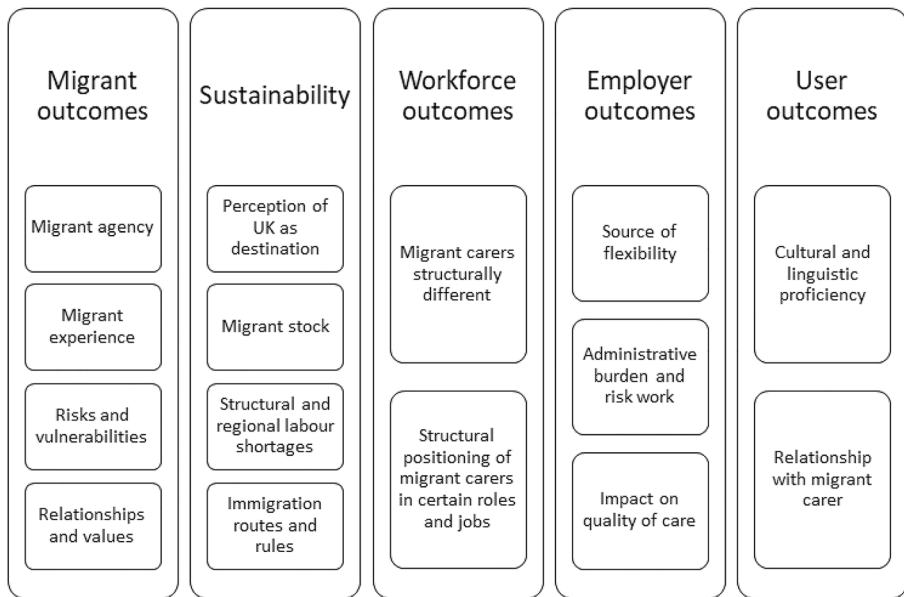 Migrant
outcomes
Migrant agency
Migrant
experience
Risks and
vulnerabilities
Relationships
and values
Sustainability
Perception of
UK as
destination
Migrant stock
Structural and
regional labour
shortages
Immigration
routes and
rules
Workforce
outcomes
Migrant carers
structurally
different
Structural
positioning of
migrant carers
in certain roles
and jobs
Employer
outcomes
Source of
flexibility
Administrative
burden and
risk work
Impact on
quality of care
User
outcomes
Cultural and
linguistic
proficiency
Relationship
with migrant
carer